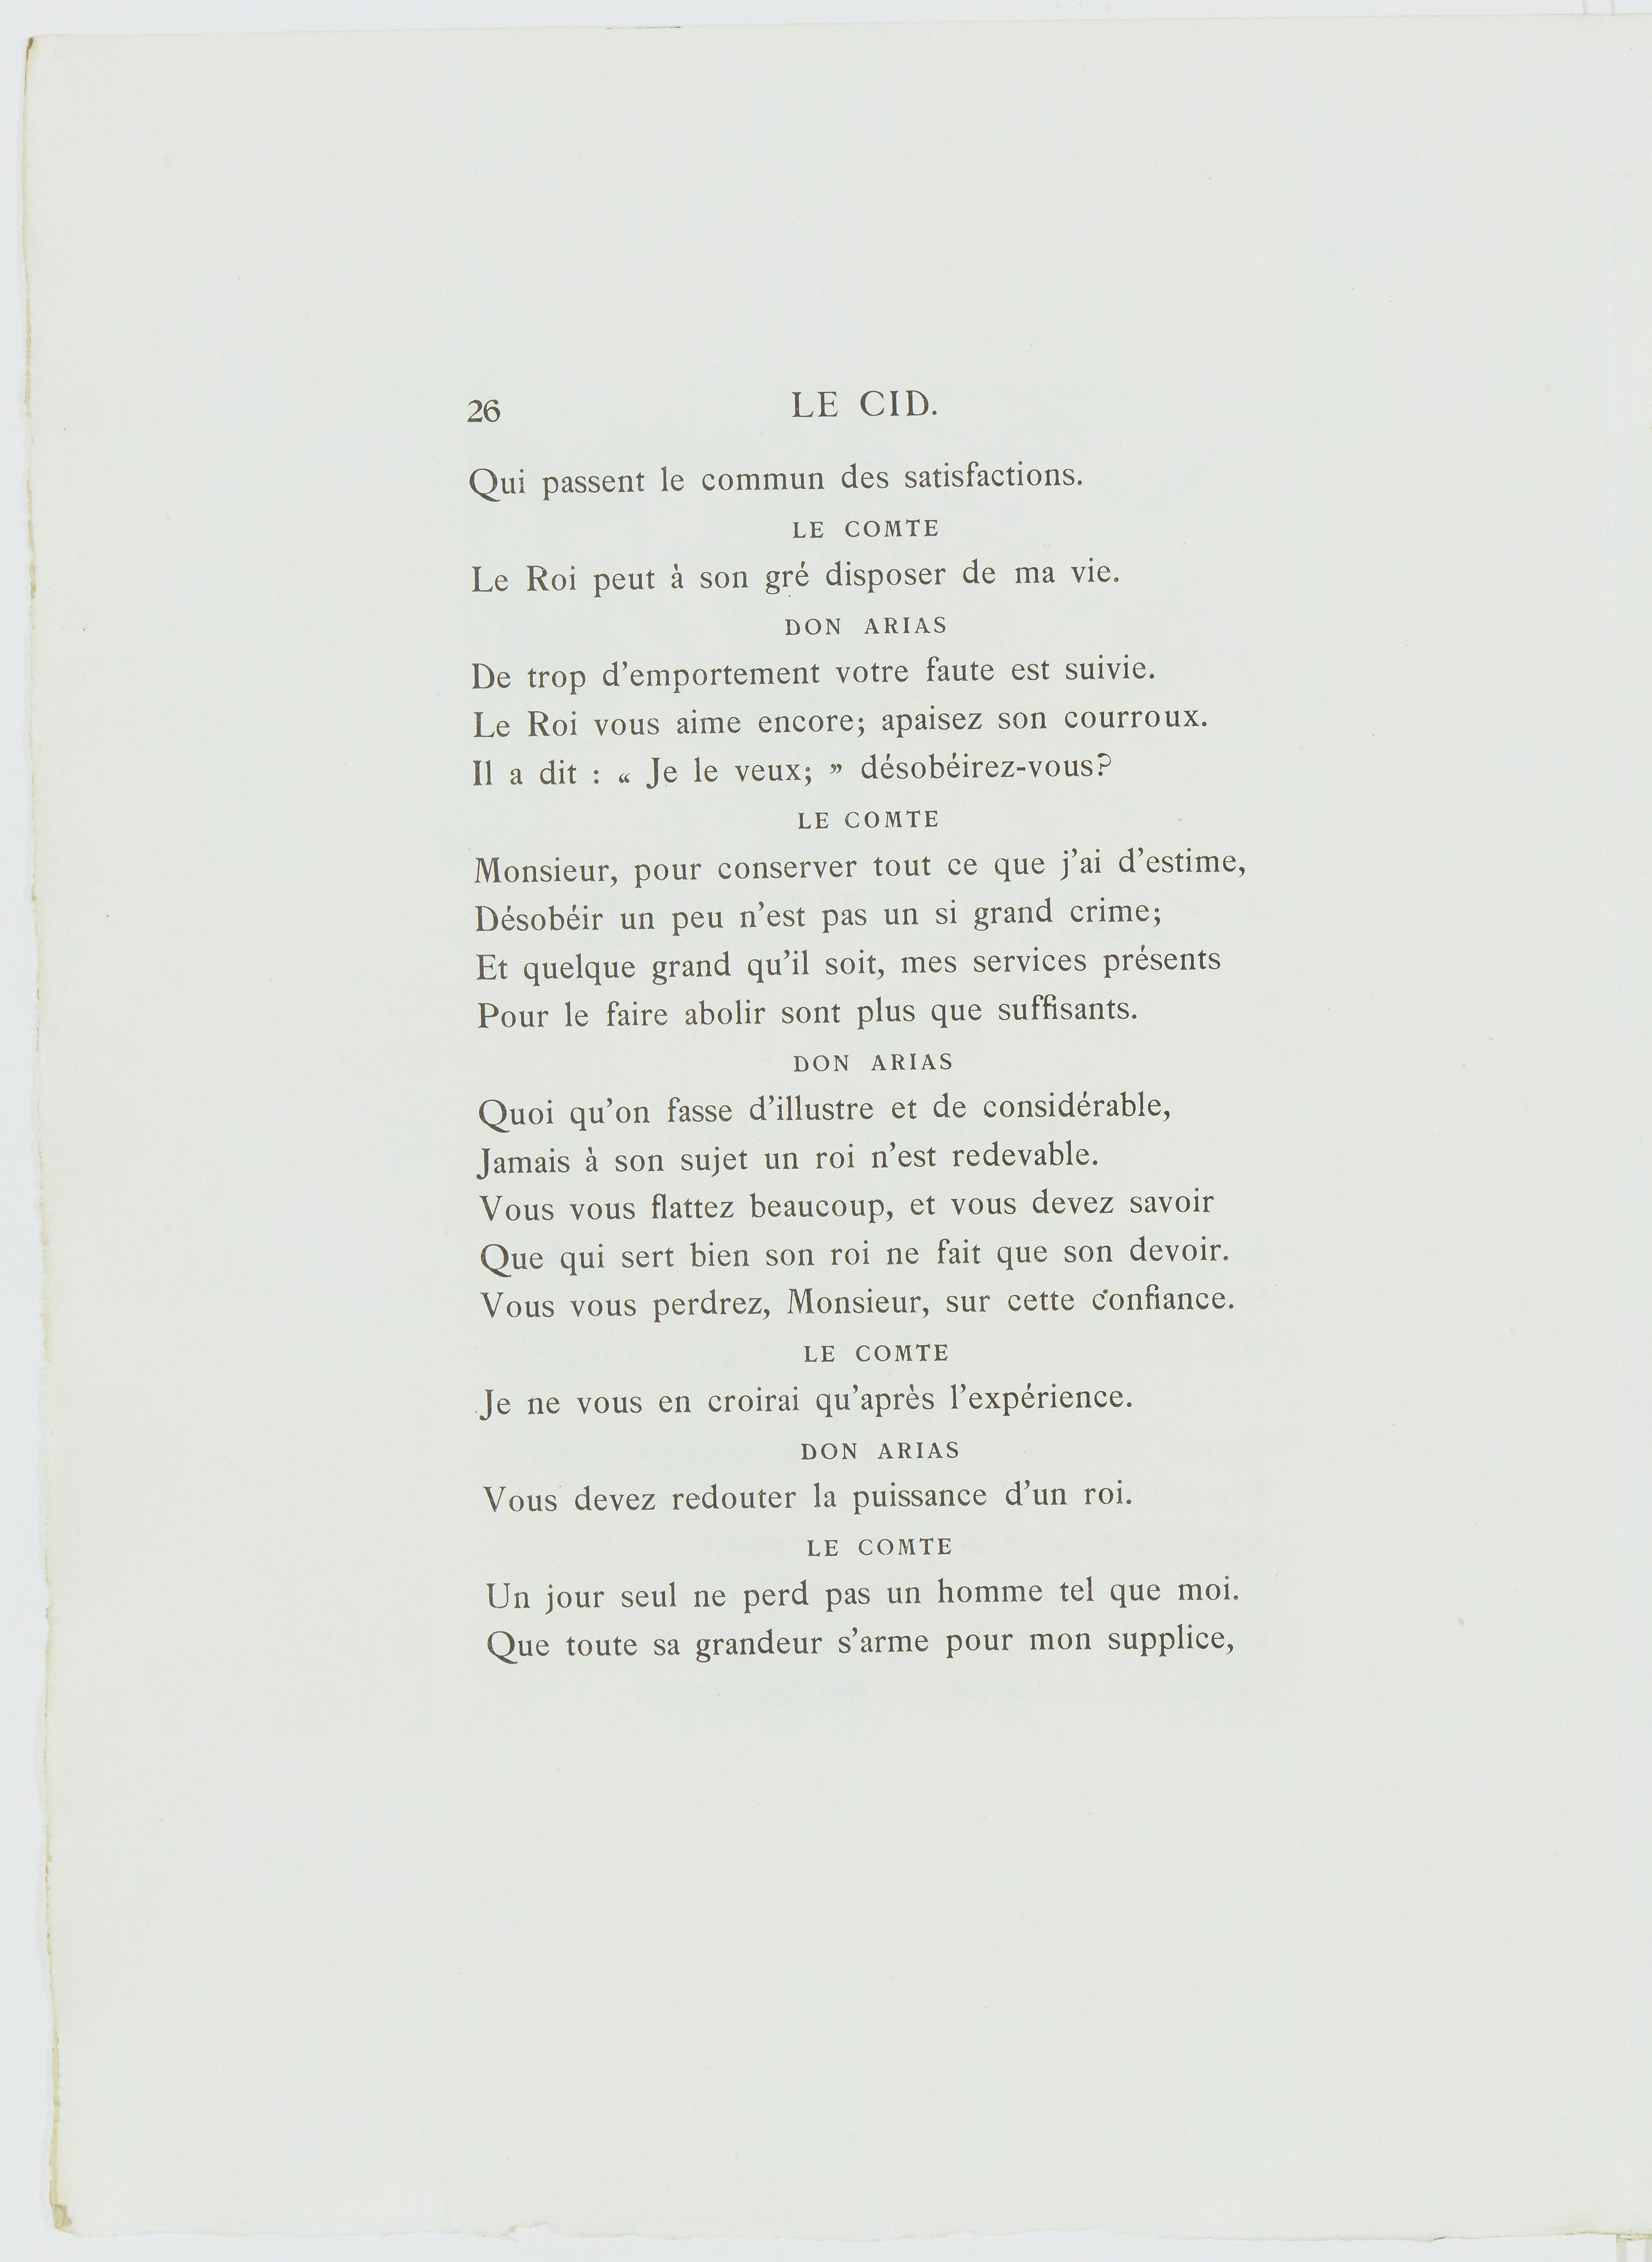 26 LE CID.
Qui passent le commun des satisfactions.
LE COMTE
Le Roi peut à son gré disposer de ma vie.
DON ARIAS
De trop d'emportement votre faute est suivie.
Le Roi vous aime encore; apaisez son courroux.
Il a dit : « Je le veux; » désobéirez-vous?
LE COMTE
Monsieur, pour conserver tout ce que j'ai d'estime,
Désobéir un peu n'est pas un si grand crime;
Et quelque grand qu'il soit, mes services présents
Pour le faire abolir sont plus que suffisants.
DON ARIAS
Quoi qu'on fasse d'illustre et de considérable,
Jamais à son sujet un roi n'est redevable.
Vous vous flattez beaucoup, et vous devez savoir
Que qui sert bien son roi ne fait que son devoir.
Vous vous perdrez, Monsieur, sur cette confiance.
LE COMTE
Je ne vous en croirai qu'après l'expérience.
DON ARIAS
Vous devez redouter la puissance d'un roi.
LE COMTE
Un jour seul ne perd pas un homme tel que moi.
Que toute sa grandeur s'arme pour mon supplice,